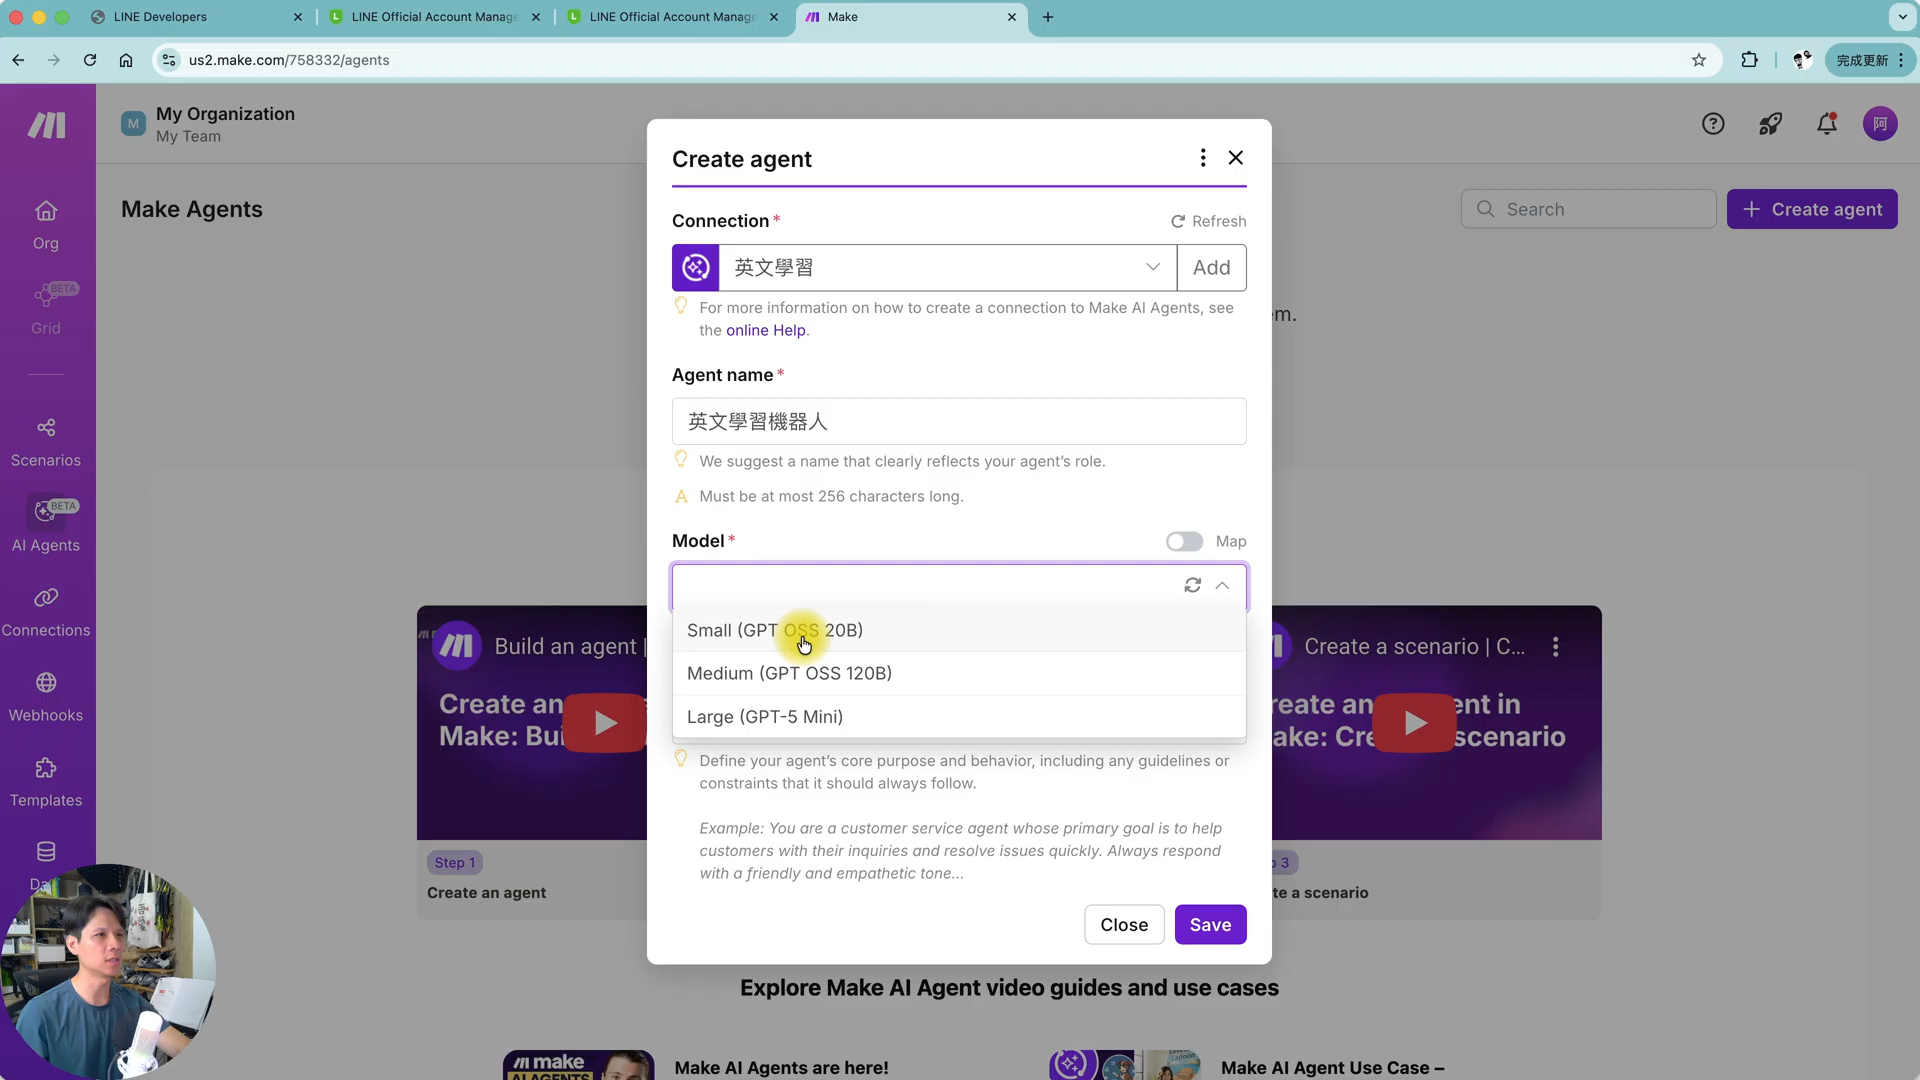 LINE Developers
LINE Official Account Manage
LINE Official Account Manage
Make
us2.make.com/758332/agents
完成更新
M
My Organization
My Team
阿
Make Agents
Search
Create agent
Org
BETA
Grid
Scenarios
BETA
AI Agents
Connections
Webhooks
Templates
Create agent
Connection*
Refresh
英文學習
Add
For more information on how to create a connection to Make AI Agents, see
the online Help.
em.
Agent name*
英文學習機器人
We suggest a name that clearly reflects your agent's role.
Must be at most 256 characters long.
Model*
Map
Small (GPT OSS 20B)
Medium (GPT OSS 120B)
Large (GPT-5 Mini)
Define your agent's core purpose and behavior, including any guidelines or
constraints that it should always follow.
Example: You are a customer service agent whose primary goal is to help
customers with their inquiries and resolve issues quickly. Always respond
with a friendly and empathetic tone...
Close
Save
Build an agent |
Create an
Make: Bui
Step 1
Create an agent
Create a scenario | C...
reate an
ent in
ake: Cre
scenario
3
te a scenario
Explore Make AI Agent video guides and use cases
make
AI AGENTS
Make AI Agents are here!
Make AI Agent Use Case –